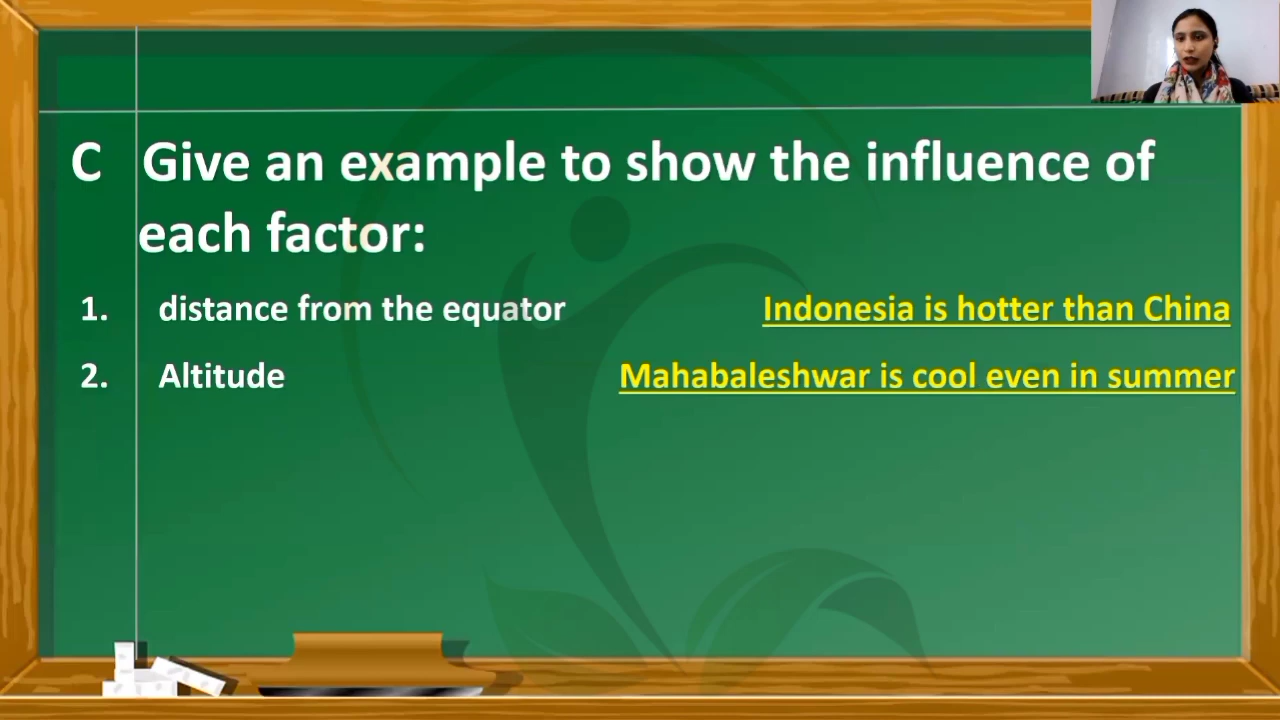 C Give an example to show the influence of
each factor:
1. distance from the equator Indonesia is hotter than China
2. Altitude Mahabaleshwar is cool even in summer